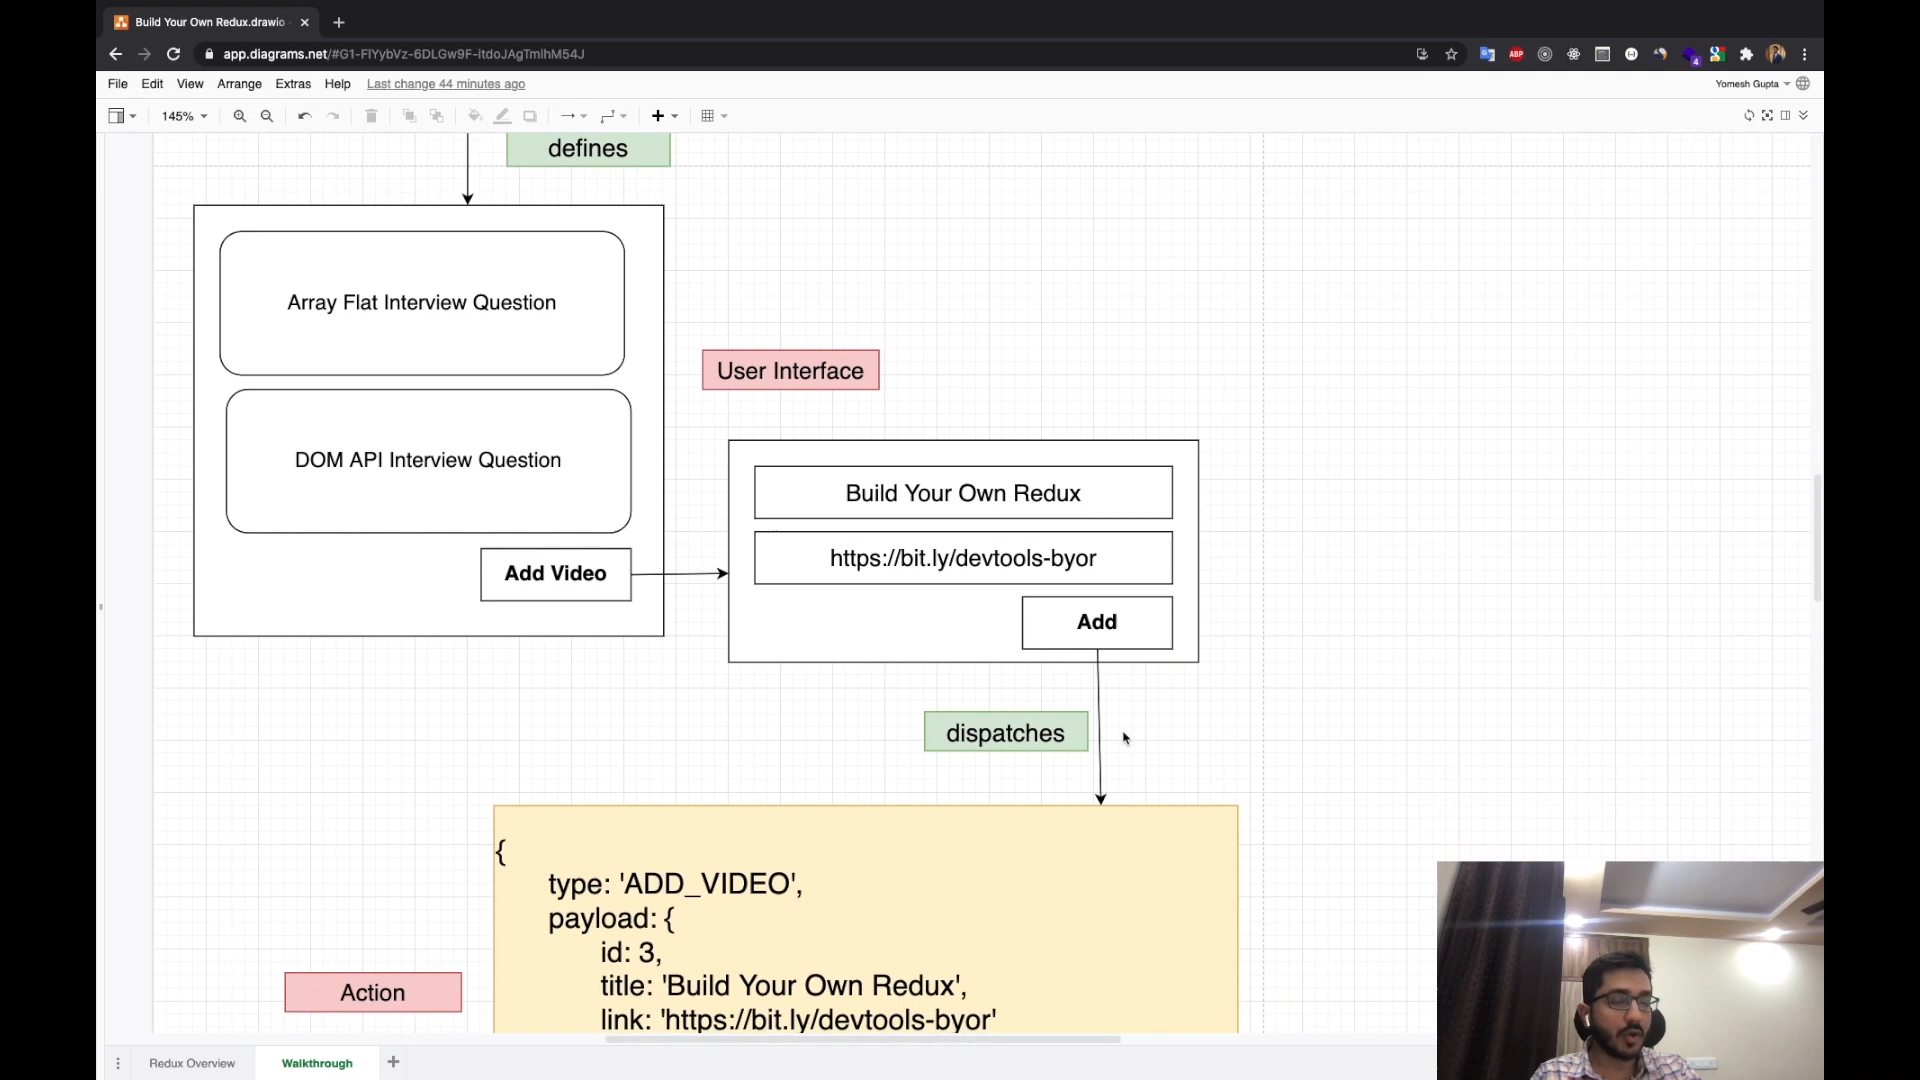 Build Your Own Redux.drawio
app.diagrams.net/#G1-FlYybVz-6DLGw9F-itdoJAgTmlhM54J
ABP
4
File Edit View Arrange Extras Help Last change 44 minutes ago
Yomesh Gupta
145%
defines
Array Flat Interview Question
User Interface
DOM API Interview Question
Build Your Own Redux
https://bit.ly/devtools-byor
Add Video
Add
dispatches
{
type: 'ADD_VIDEO',
payload: {
id: 3,
title: 'Build Your Own Redux',
Action
link: 'https://bit.ly/devtools-byor'
Redux Overview
Walkthrough